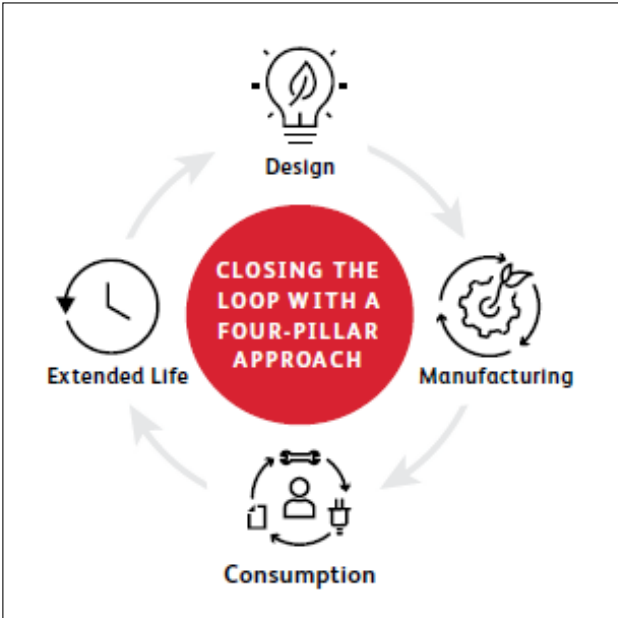 Design
CLOSING THE
LOOP WITH A
FOUR-PILLAR
APPROACH
Extended Life
Manufacturing
Consumption